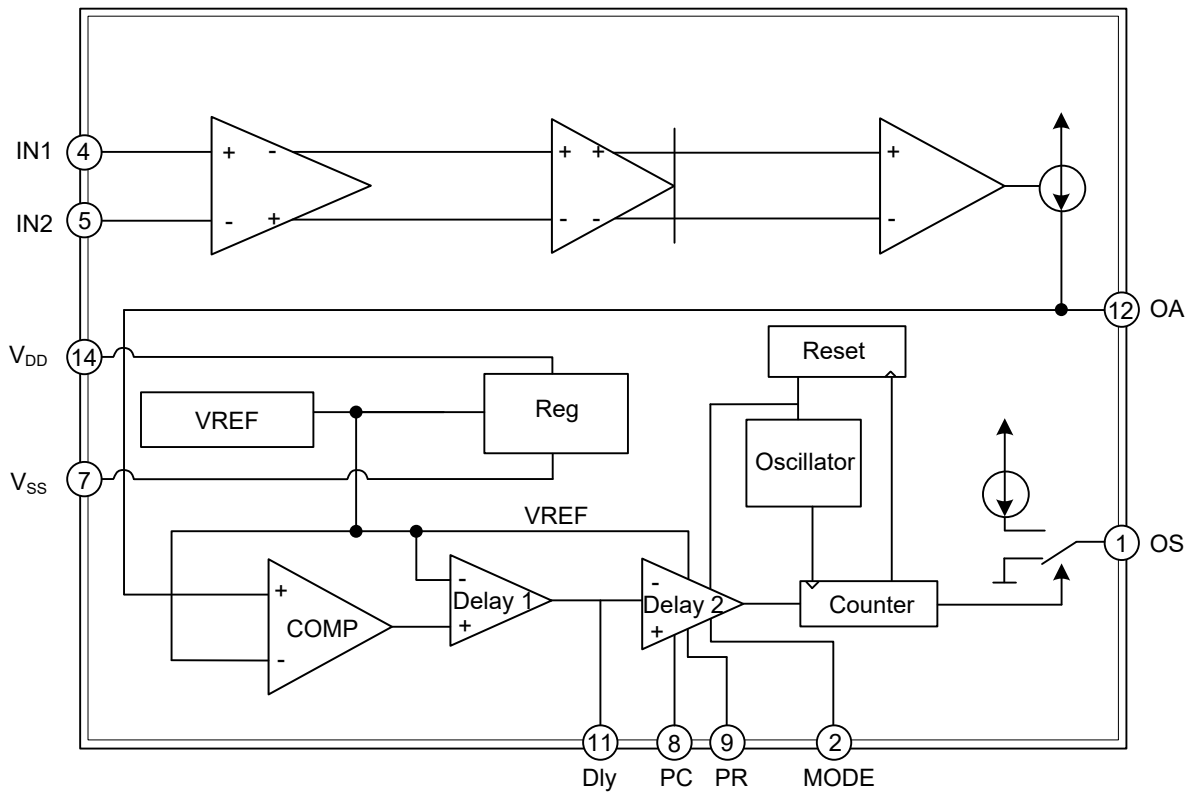 IN1 4 + - + + +
IN2 5 - + - - -
12 OA
VDD 14
Reset
VREF Reg
Oscillator
VSS 7
VREF
1 OS
+ COMP -
- Delay 1 +
- Delay 2 +
Counter
11 8 9 2
Dly PC PR MODE